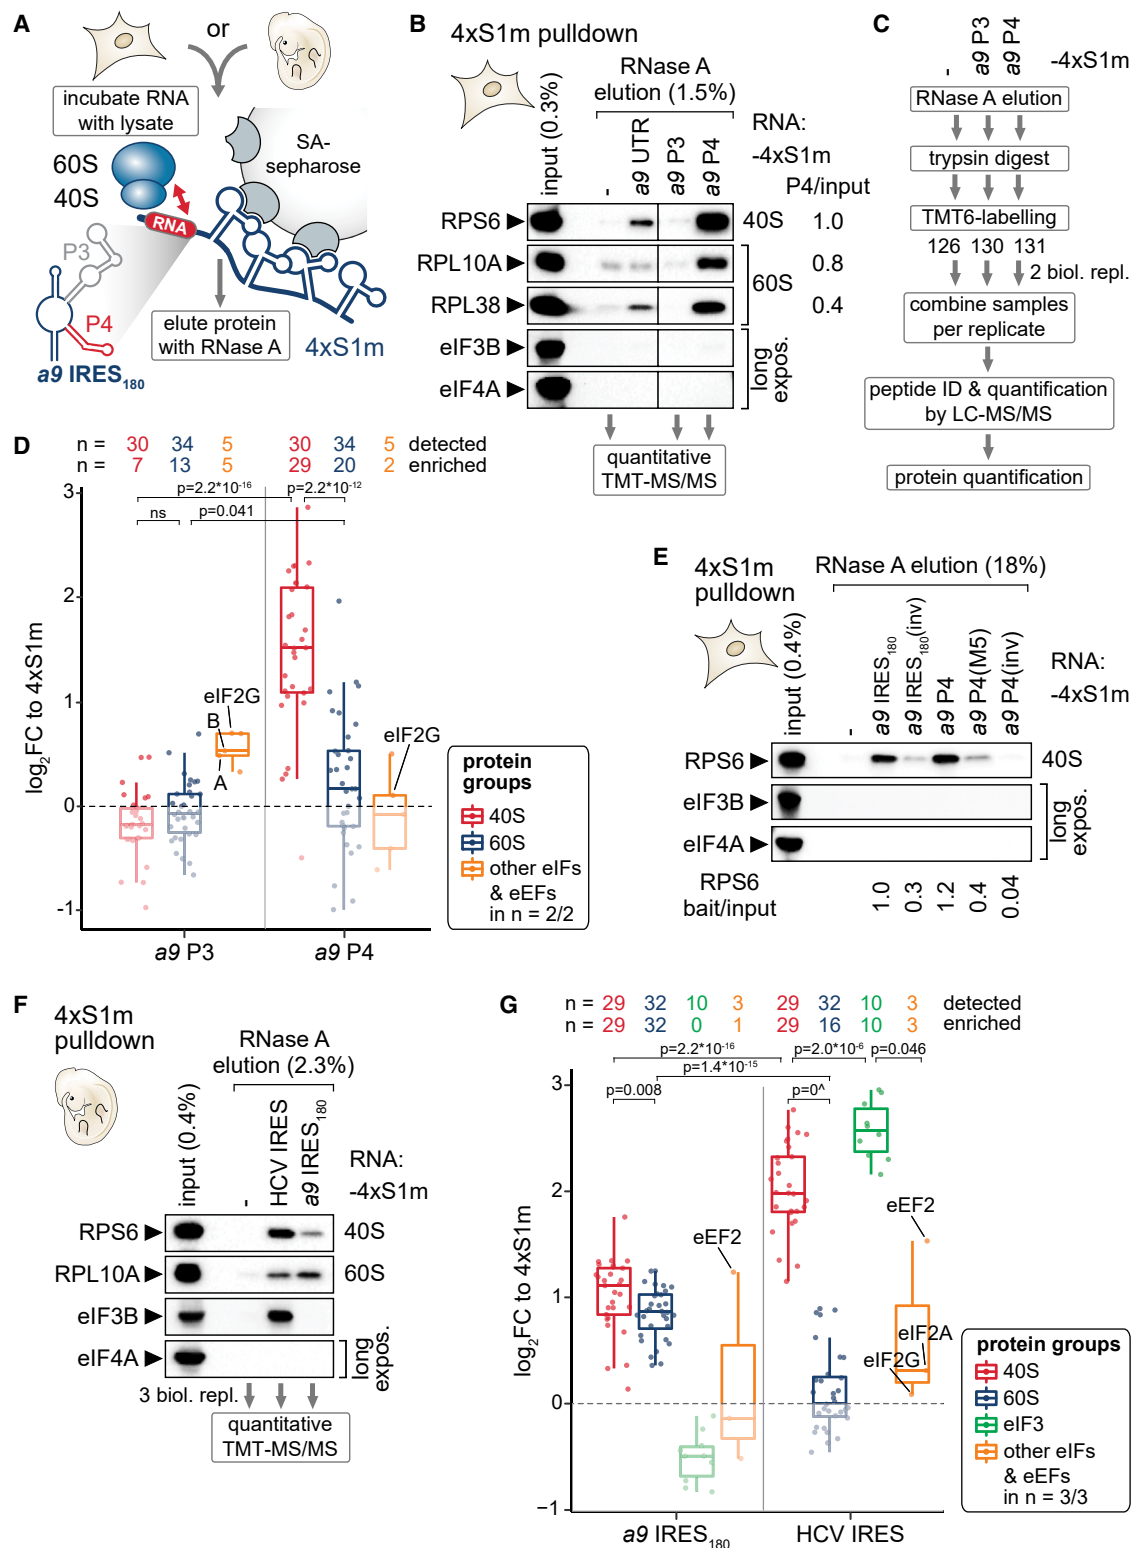 A
or
incubate RNA
with lysate
60S
40S
SA-
sepharose
RNA
P3
P4
elute protein
with RNase A
4xS1m
a9 IRES180
B
4xS1m pulldown
RNase A
elution (1.5%)
input (0.3%)
-
a9 UTR
a9 P3
a9 P4
RNA:
-4xS1m
P4/input
RPS6
40S
1.0
RPL10A
60S
0.8
RPL38
0.4
eIF3B
eIF4A
long
expos.
quantitative
TMT-MS/MS
C
-
a9 P3
a9 P4
-4xS1m
RNase A elution
trypsin digest
TMT6-labelling
126 130 131
2 biol. repl.
combine samples
per replicate
peptide ID & quantification
by LC-MS/MS
protein quantification
D
n = 30 34 5 30 34 5 detected
n = 7 13 5 29 20 2 enriched
p=2.2*10-16
p=2.2*10-12
ns
p=0.041
log2FC to 4xS1m
3
2
1
0
-1
eIF2G
B
A
eIF2G
a9 P3
a9 P4
protein
groups
40S
60S
other eIFs
& eEFs
in n = 2/2
E
4xS1m
pulldown
RNase A elution (18%)
input (0.4%)
-
a9 IRES180
a9 IRES180(inv)
a9 P4
a9 P4(M5)
a9 P4(inv)
RNA:
-4xS1m
RPS6
40S
eIF3B
eIF4A
long
expos.
RPS6
bait/input
1.0
0.3
1.2
0.4
0.04
F
4xS1m
pulldown
RNase A
elution (2.3%)
input (0.4%)
-
HCV IRES
a9 IRES180
RNA:
-4xS1m
RPS6
40S
RPL10A
60S
eIF3B
eIF4A
long
expos.
3 biol. repl.
quantitative
TMT-MS/MS
G
n = 29 32 10 3 29 32 10 3 detected
n = 29 32 0 1 29 16 10 3 enriched
p=2.2*10-16
p=2.0*10-6
p=0.046
p=1.4*10-15
p=0.008
p=0^
log2FC to 4xS1m
3
2
1
0
−1
eEF2
eEF2
eIF2A
eIF2G
a9 IRES180
HCV IRES
protein groups
40S
60S
eIF3
other eIFs
& eEFs
in n = 3/3